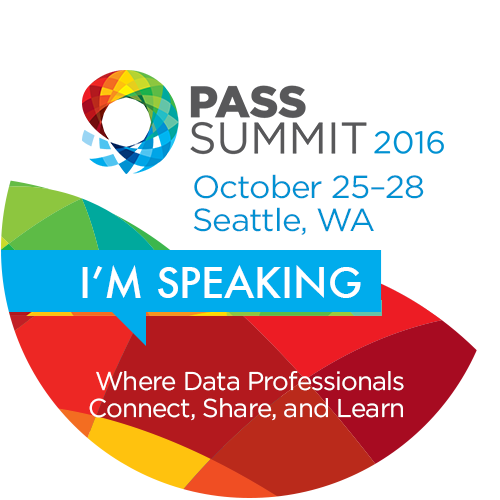 PASS
SUMMIT 2016
October 25–28
Seattle, WA
I'M SPEAKING
Where Data Professionals
Connect, Share, and Learn